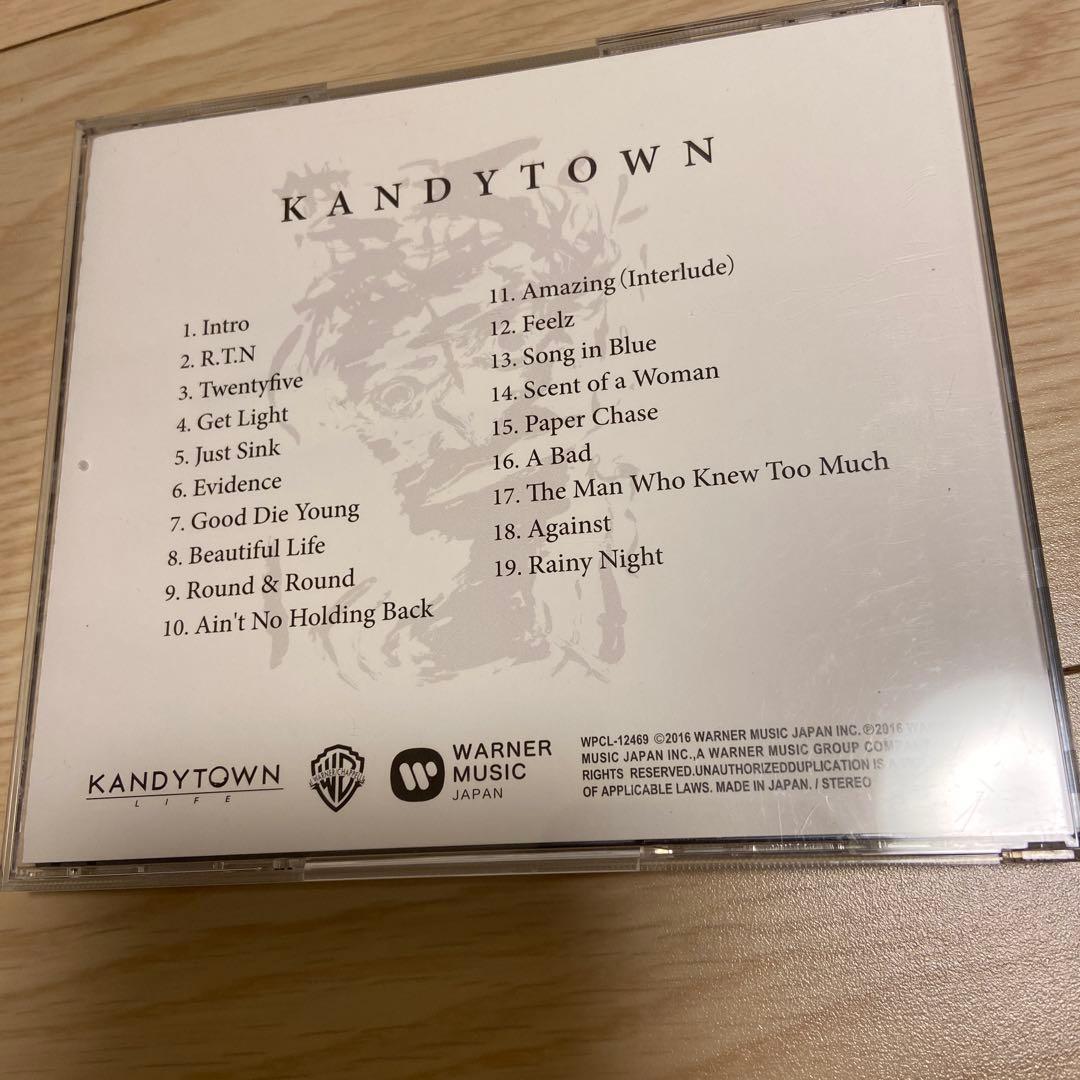 KANDYTOWN
1. Intro
2. R.T.N
3. Twentyfive
4. Get Light
5. Just Sink
6. Evidence
7. Good Die Young
8. Beautiful Life
9. Round & Round
10. Ain't No Holding Back
11. Amazing (Interlude)
12. Feelz
13. Song in Blue
14. Scent of a Woman
15. Paper Chase
16. A Bad
17. The Man Who Knew Too Much
18. Against
19. Rainy Night
KANDYTOWN
LIFE
WARNER CHAPPELL
WARNER
MUSIC
JAPAN
WPCL-12469 ©2016 WARNER MUSIC JAPAN INC. ℗2016
MUSIC JAPAN INC.,A WARNER MUSIC GROUP
RIGHTS RESERVED.UNAUTHORIZEDDUPLICATION IS A
OF APPLICABLE LAWS. MADE IN JAPAN. / STEREO